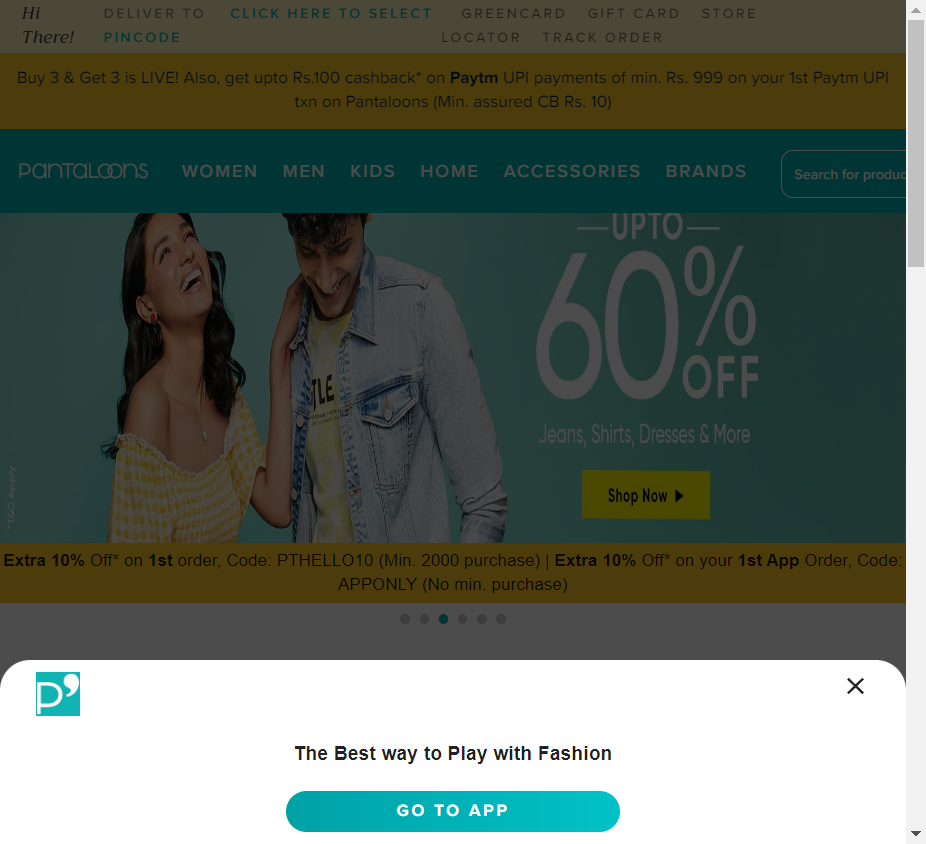 Hi There!
DELIVER TO CLICK HERE TO SELECT PINCODE
GREENCARD GIFT CARD STORE LOCATOR TRACK ORDER
Buy 3 & Get 3 is LIVE! Also, get upto Rs.100 cashback* on Paytm UPI payments of min. Rs. 999 on your 1st Paytm UPI
txn on Pantaloons (Min. assured CB Rs. 10)
PANTALOONS WOMEN MEN KIDS HOME ACCESSORIES BRANDS Search for produc
UPTO
60%
OFF
Jeans, Shirts, Dresses & More
Shop Now
*T&C Apply
TLE
Extra 10% Off* on 1st order, Code: PTHELLO10 (Min. 2000 purchase) | Extra 10% Off* on your 1st App Order, Code:
APPONLY (No min. purchase)
P'
The Best way to Play with Fashion
GO TO APP